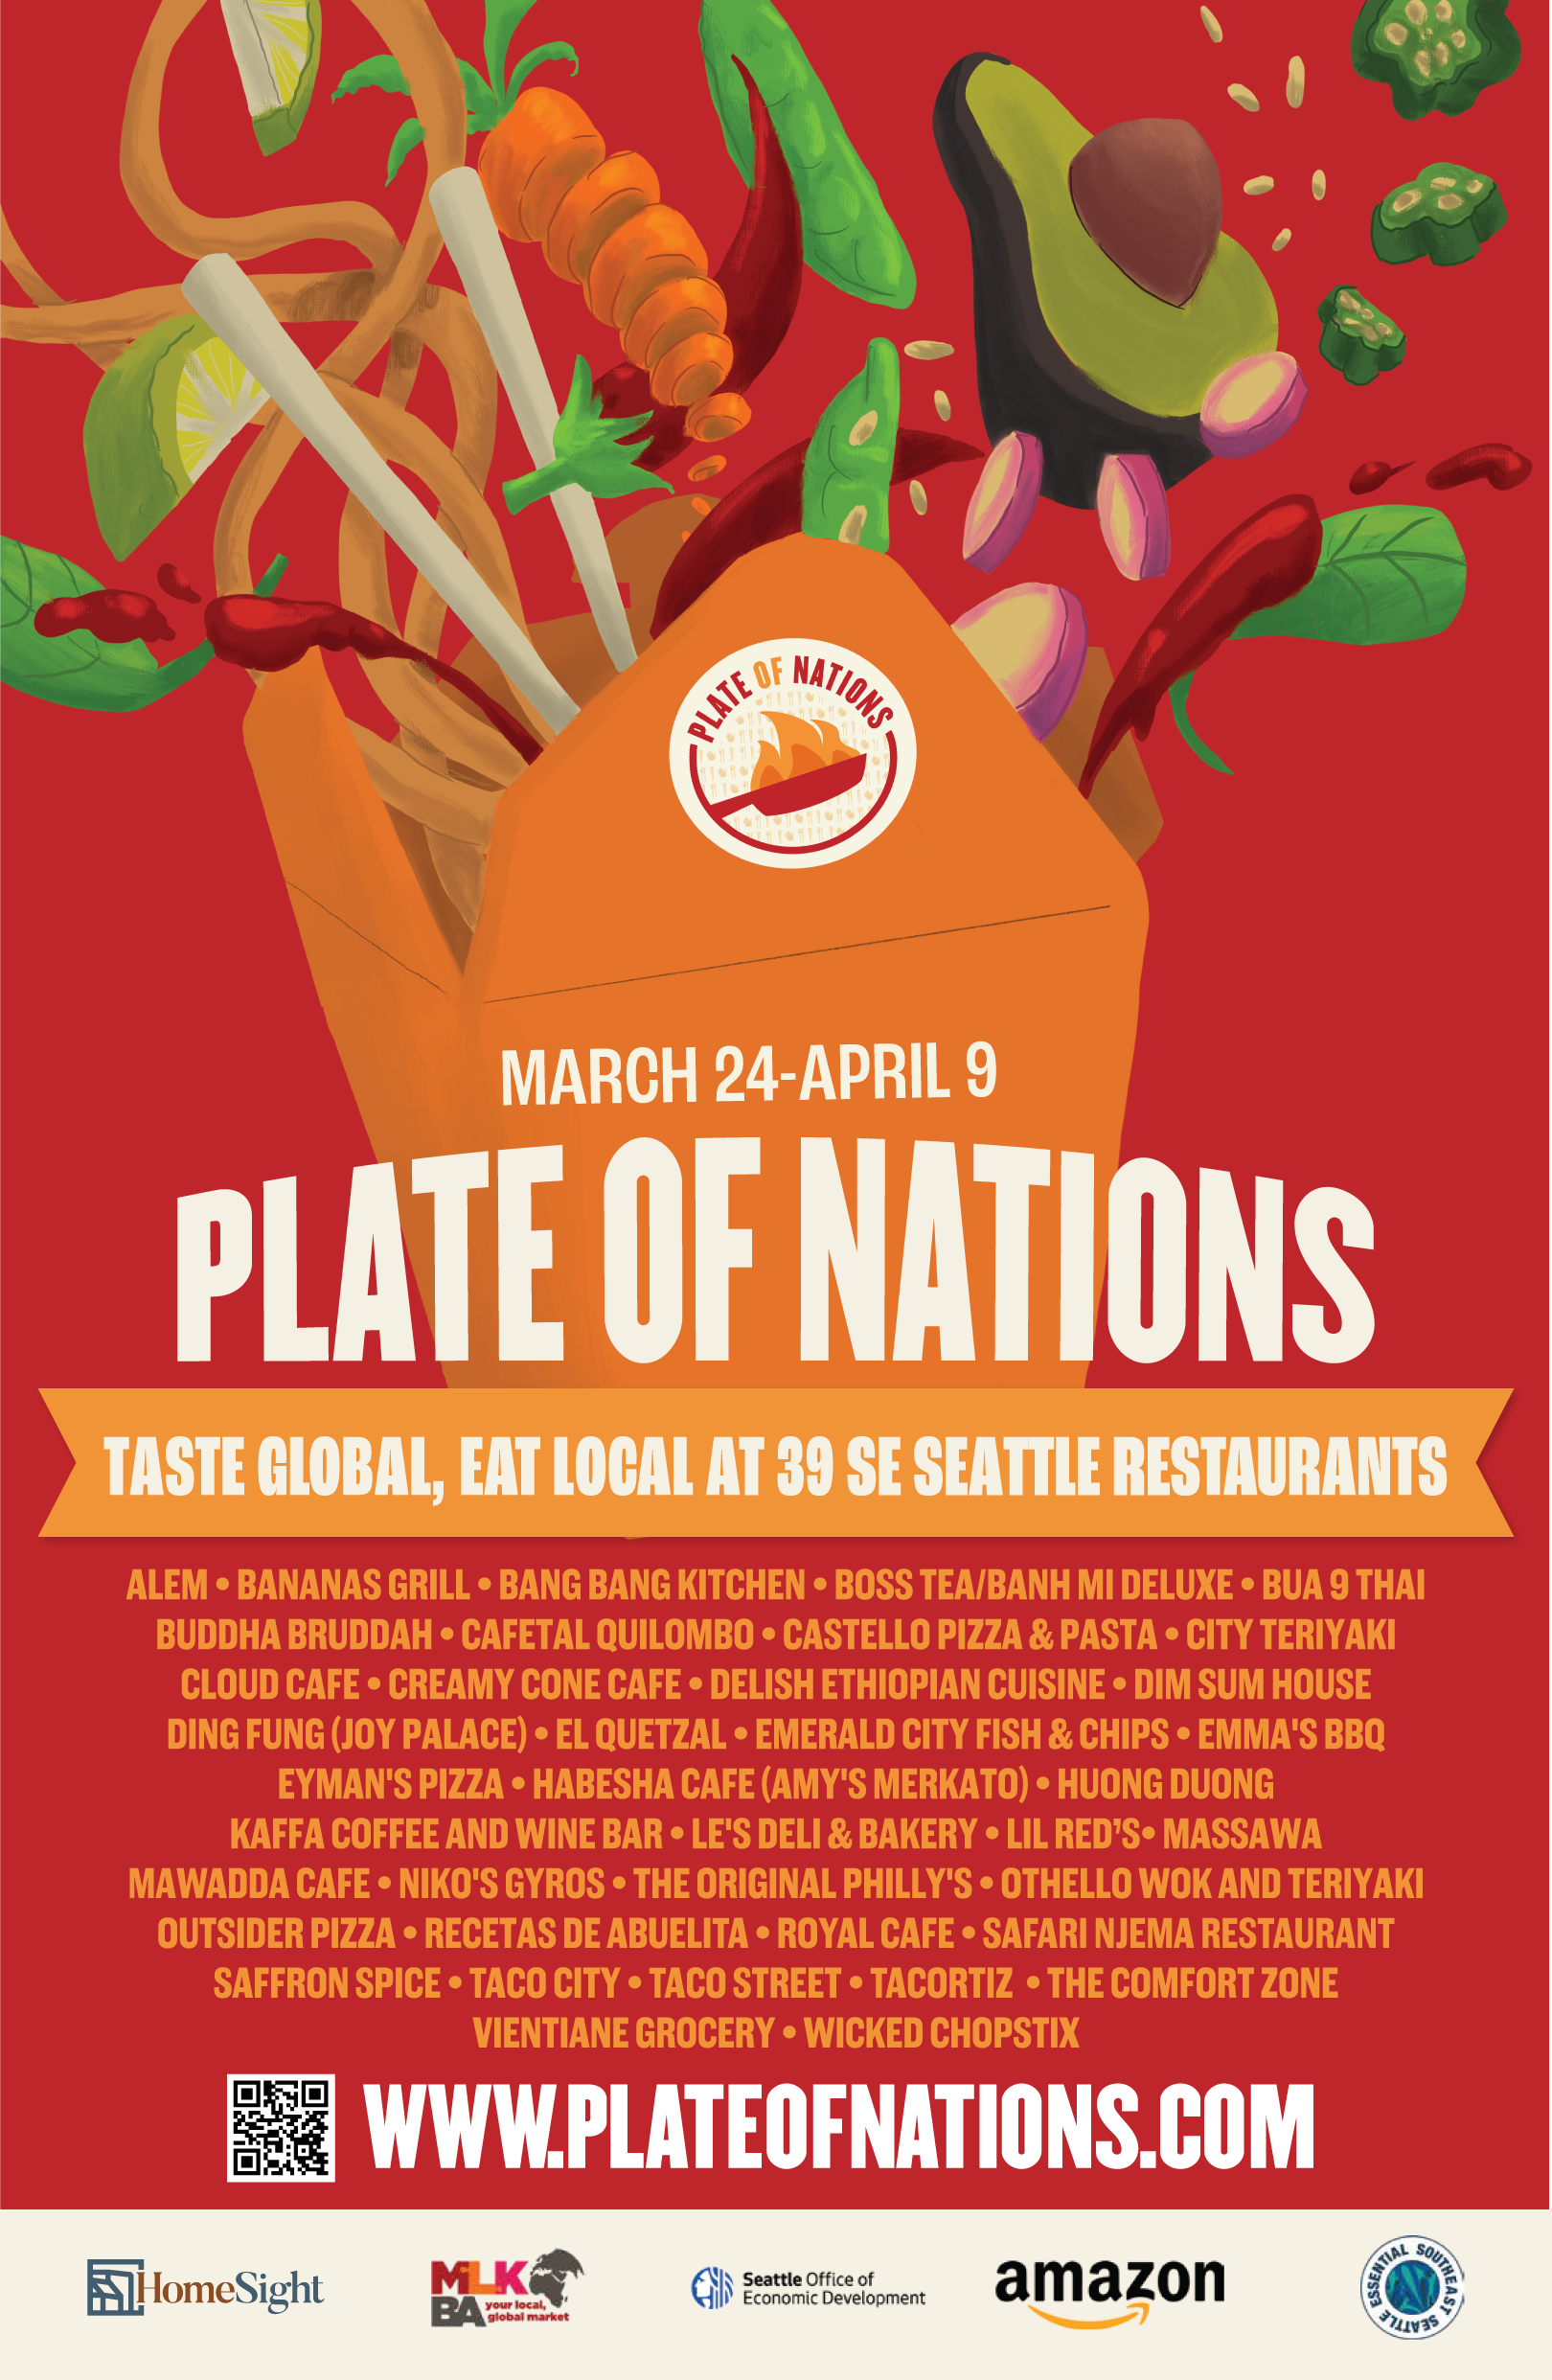 PLATE OF NATIONS
MARCH 24-APRIL 9
PLATE OF NATIONS
TASTE GLOBAL, EAT LOCAL AT 39 SE SEATTLE RESTAURANTS
ALEM • BANANAS GRILL • BANG BANG KITCHEN • BOSS TEA/BANH MI DELUXE • BUA 9 THAI
BUDDHA BRUDDAH • CAFETAL QUILOMBO • CASTELLO PIZZA & PASTA • CITY TERIYAKI
CLOUD CAFE • CREAMY CONE CAFE • DELISH ETHIOPIAN CUISINE • DIM SUM HOUSE
DING FUNG (JOY PALACE) • EL QUETZAL • EMERALD CITY FISH & CHIPS • EMMA'S BBQ
EYMAN'S PIZZA • HABESHA CAFE (AMY'S MERKATO) • HUONG DUONG
KAFFA COFFEE AND WINE BAR • LE'S DELI & BAKERY • LIL RED’S• MASSAWA
MAWADDA CAFE • NIKO'S GYROS • THE ORIGINAL PHILLY'S • OTHELLO WOK AND TERIYAKI
OUTSIDER PIZZA • RECETAS DE ABUELITA • ROYAL CAFE • SAFARI NJEMA RESTAURANT
SAFFRON SPICE • TACO CITY • TACO STREET • TACORTIZ • THE COMFORT ZONE
VIENTIANE GROCERY • WICKED CHOPSTIX
WWW.PLATEOFNATIONS.COM
HomeSight
MLK
BA
your local,
global market
Seattle Office of
Economic Development
amazon
ESSENTIAL SOUTHEAST SEATTLE